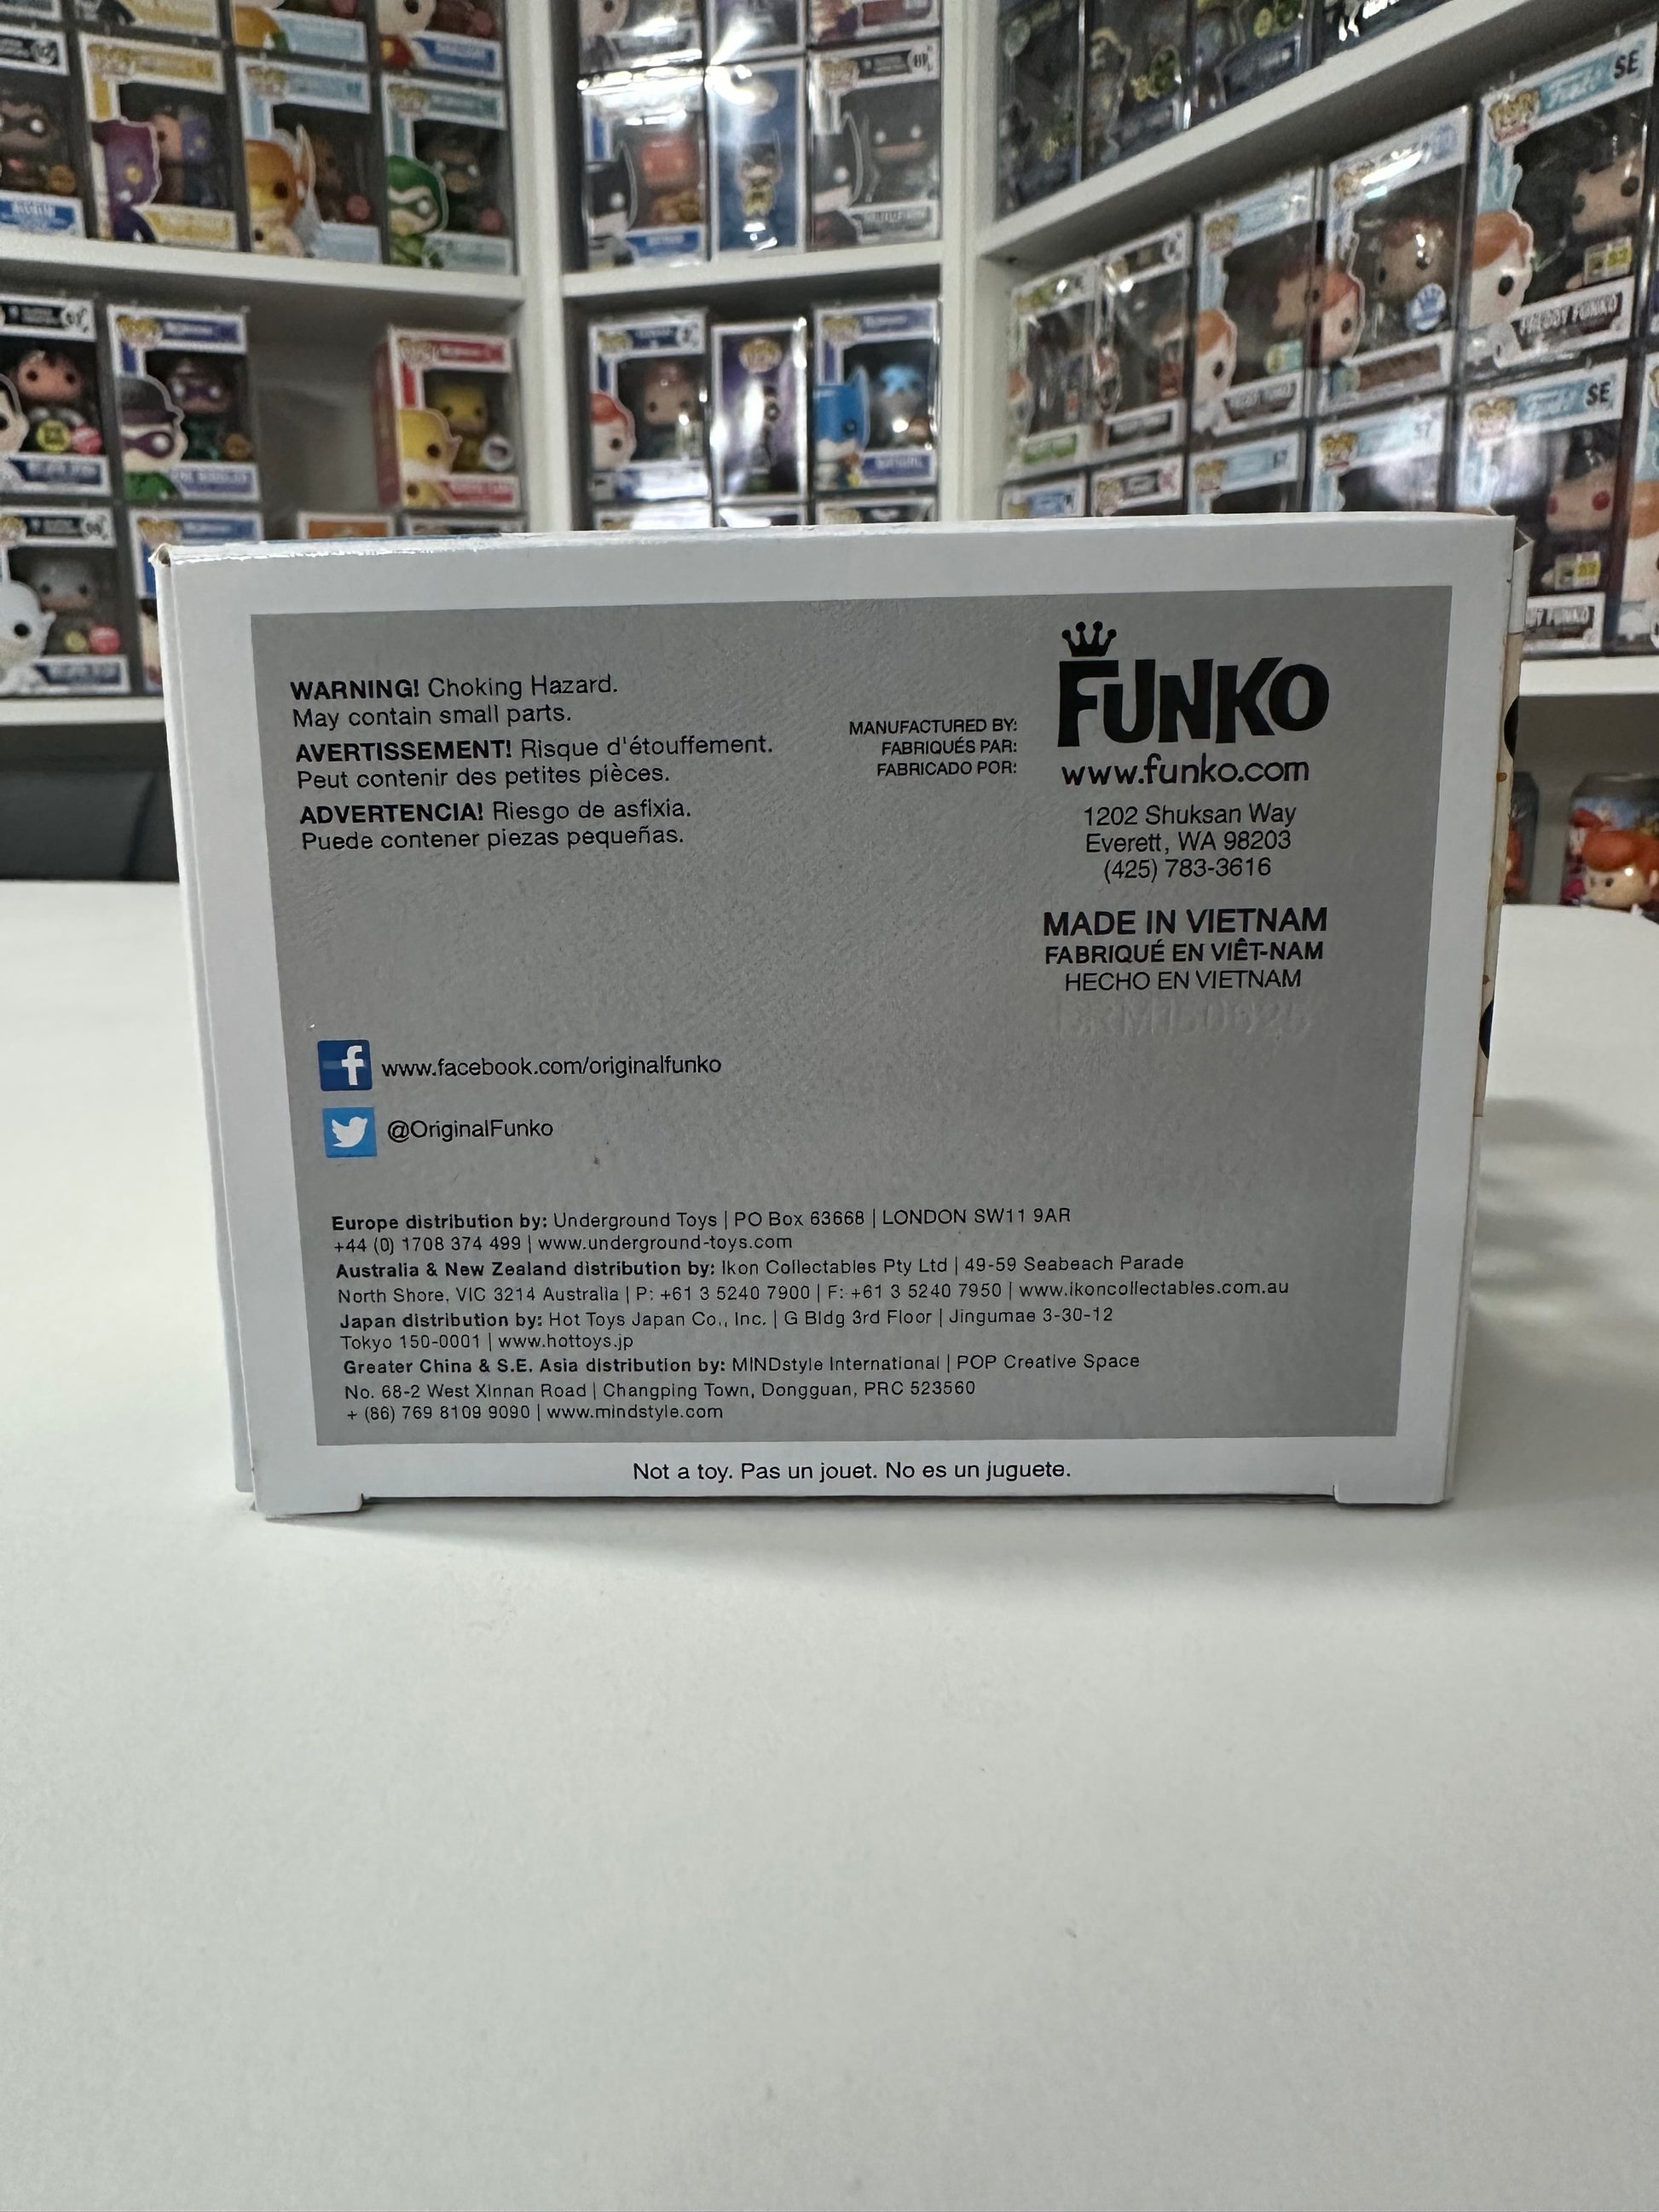 SE
FREDDY FUNKO
SE
WARNING! Choking Hazard.
May contain small parts.
AVERTISSEMENT! Risque d'étouffement.
Peut contenir des petites pièces.
ADVERTENCIA! Riesgo de asfixia.
Puede contener piezas pequeñas.
MANUFACTURED BY:
FABRIQUÉS PAR:
FABRICADO POR:
FUNKO
www.funko.com
1202 Shuksan Way
Everett, WA 98203
(425) 783-3616
MADE IN VIETNAM
FABRIQUÉ EN VIÊT-NAM
HECHO EN VIETNAM
www.facebook.com/originalfunko
@OriginalFunko
Europe distribution by: Underground Toys | PO Box 63668 | LONDON SW11 9AR
+44 (0) 1708 374 499 | www.underground-toys.com
Australia & New Zealand distribution by: Ikon Collectables Pty Ltd | 49-59 Seabeach Parade
North Shore, VIC 3214 Australia | P: +61 3 5240 7900 | F: +61 3 5240 7950 | www.ikoncollectables.com.au
Japan distribution by: Hot Toys Japan Co., Inc. | G Bldg 3rd Floor | Jingumae 3-30-12
Tokyo 150-0001 | www.hottoys.jp
Greater China & S.E. Asia distribution by: MINDstyle International | POP Creative Space
No. 68-2 West Xinnan Road | Changping Town, Dongguan, PRC 523560
+ (86) 769 8109 9090 | www.mindstyle.com
Not a toy. Pas un jouet. No es un juguete.